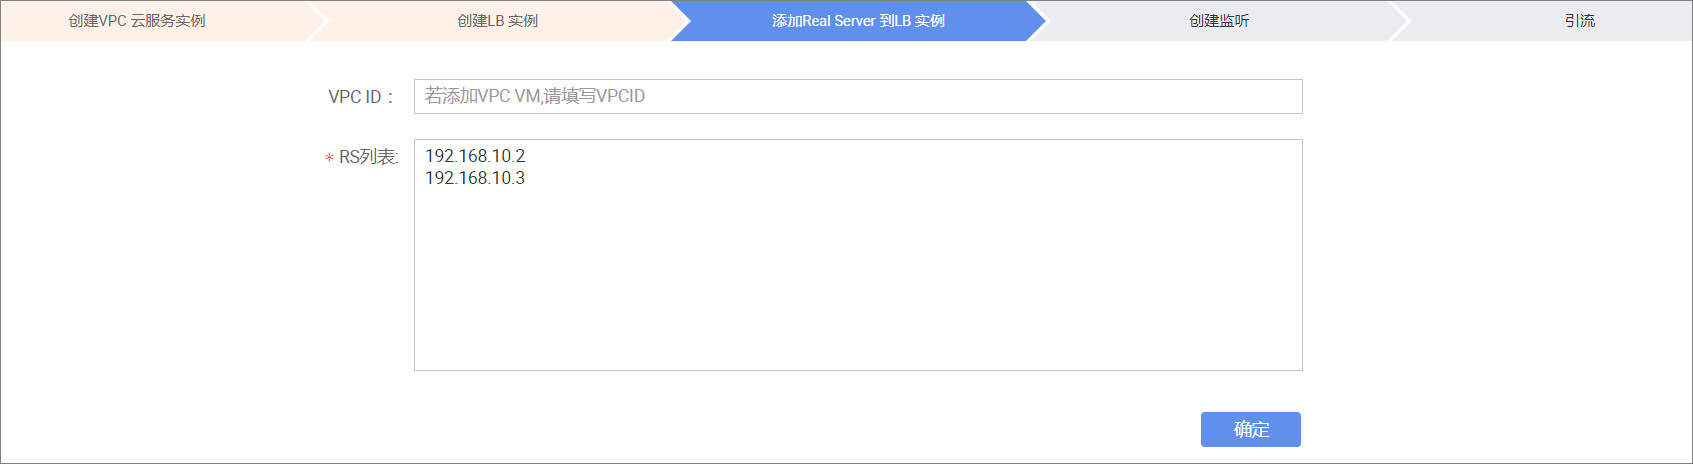 创建VPC 云服务实例
创建LB 实例
添加Real Server 到LB 实例
创建监听
引流
VPC ID：
若添加VPC VM,请填写VPCID
* RS列表:
192.168.10.2
192.168.10.3
确定